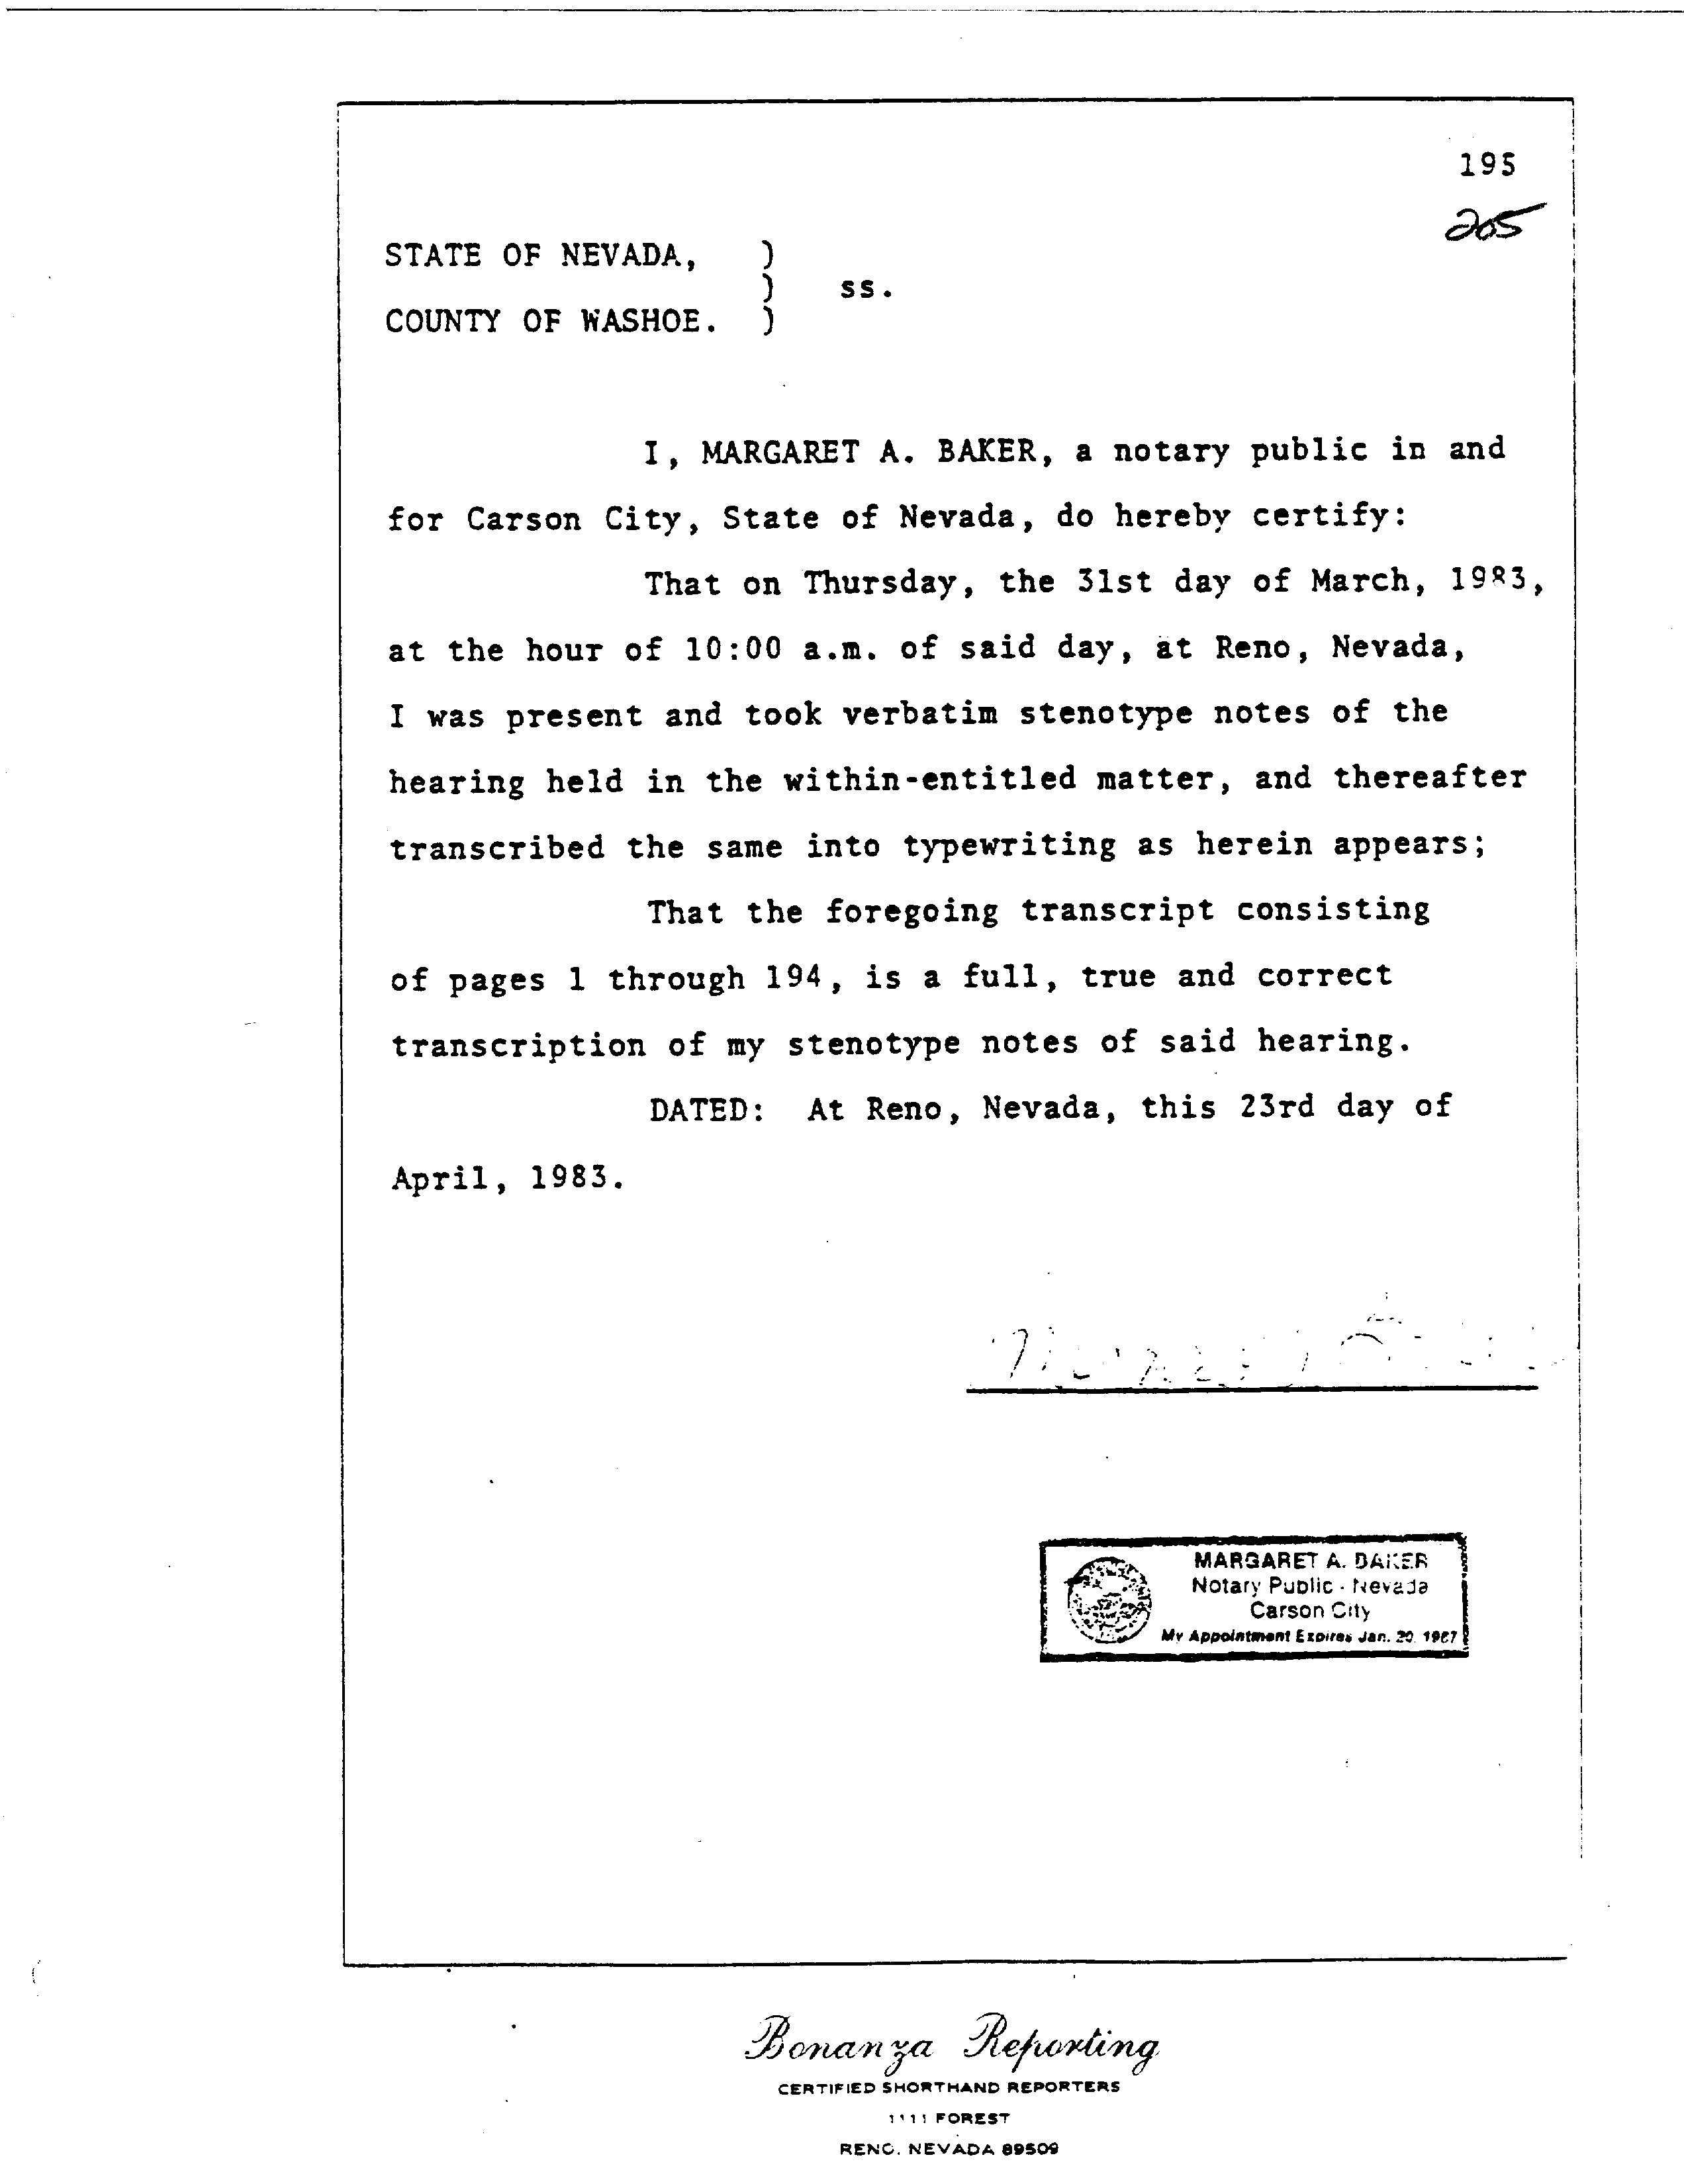 195
205
STATE OF NEVADA, )
) ss.
COUNTY OF WASHOE. )
I, MARGARET A. BAKER, a notary public in and
for Carson City, State of Nevada, do hereby certify:
That on Thursday, the 31st day of March, 1983,
at the hour of 10:00 a.m. of said day, at Reno, Nevada,
I was present and took verbatim stenotype notes of the
hearing held in the within-entitled matter, and thereafter
transcribed the same into typewriting as herein appears;
That the foregoing transcript consisting
of pages 1 through 194, is a full, true and correct
transcription of my stenotype notes of said hearing.
DATED: At Reno, Nevada, this 23rd day of
April, 1983.
MARGARET A. BAKER
Notary Public - Nevada
Carson City
My Appointment Expires Jan. 20, 1987
Bonanza Reporting
CERTIFIED SHORTHAND REPORTERS
1111 FOREST
RENO, NEVADA 89509